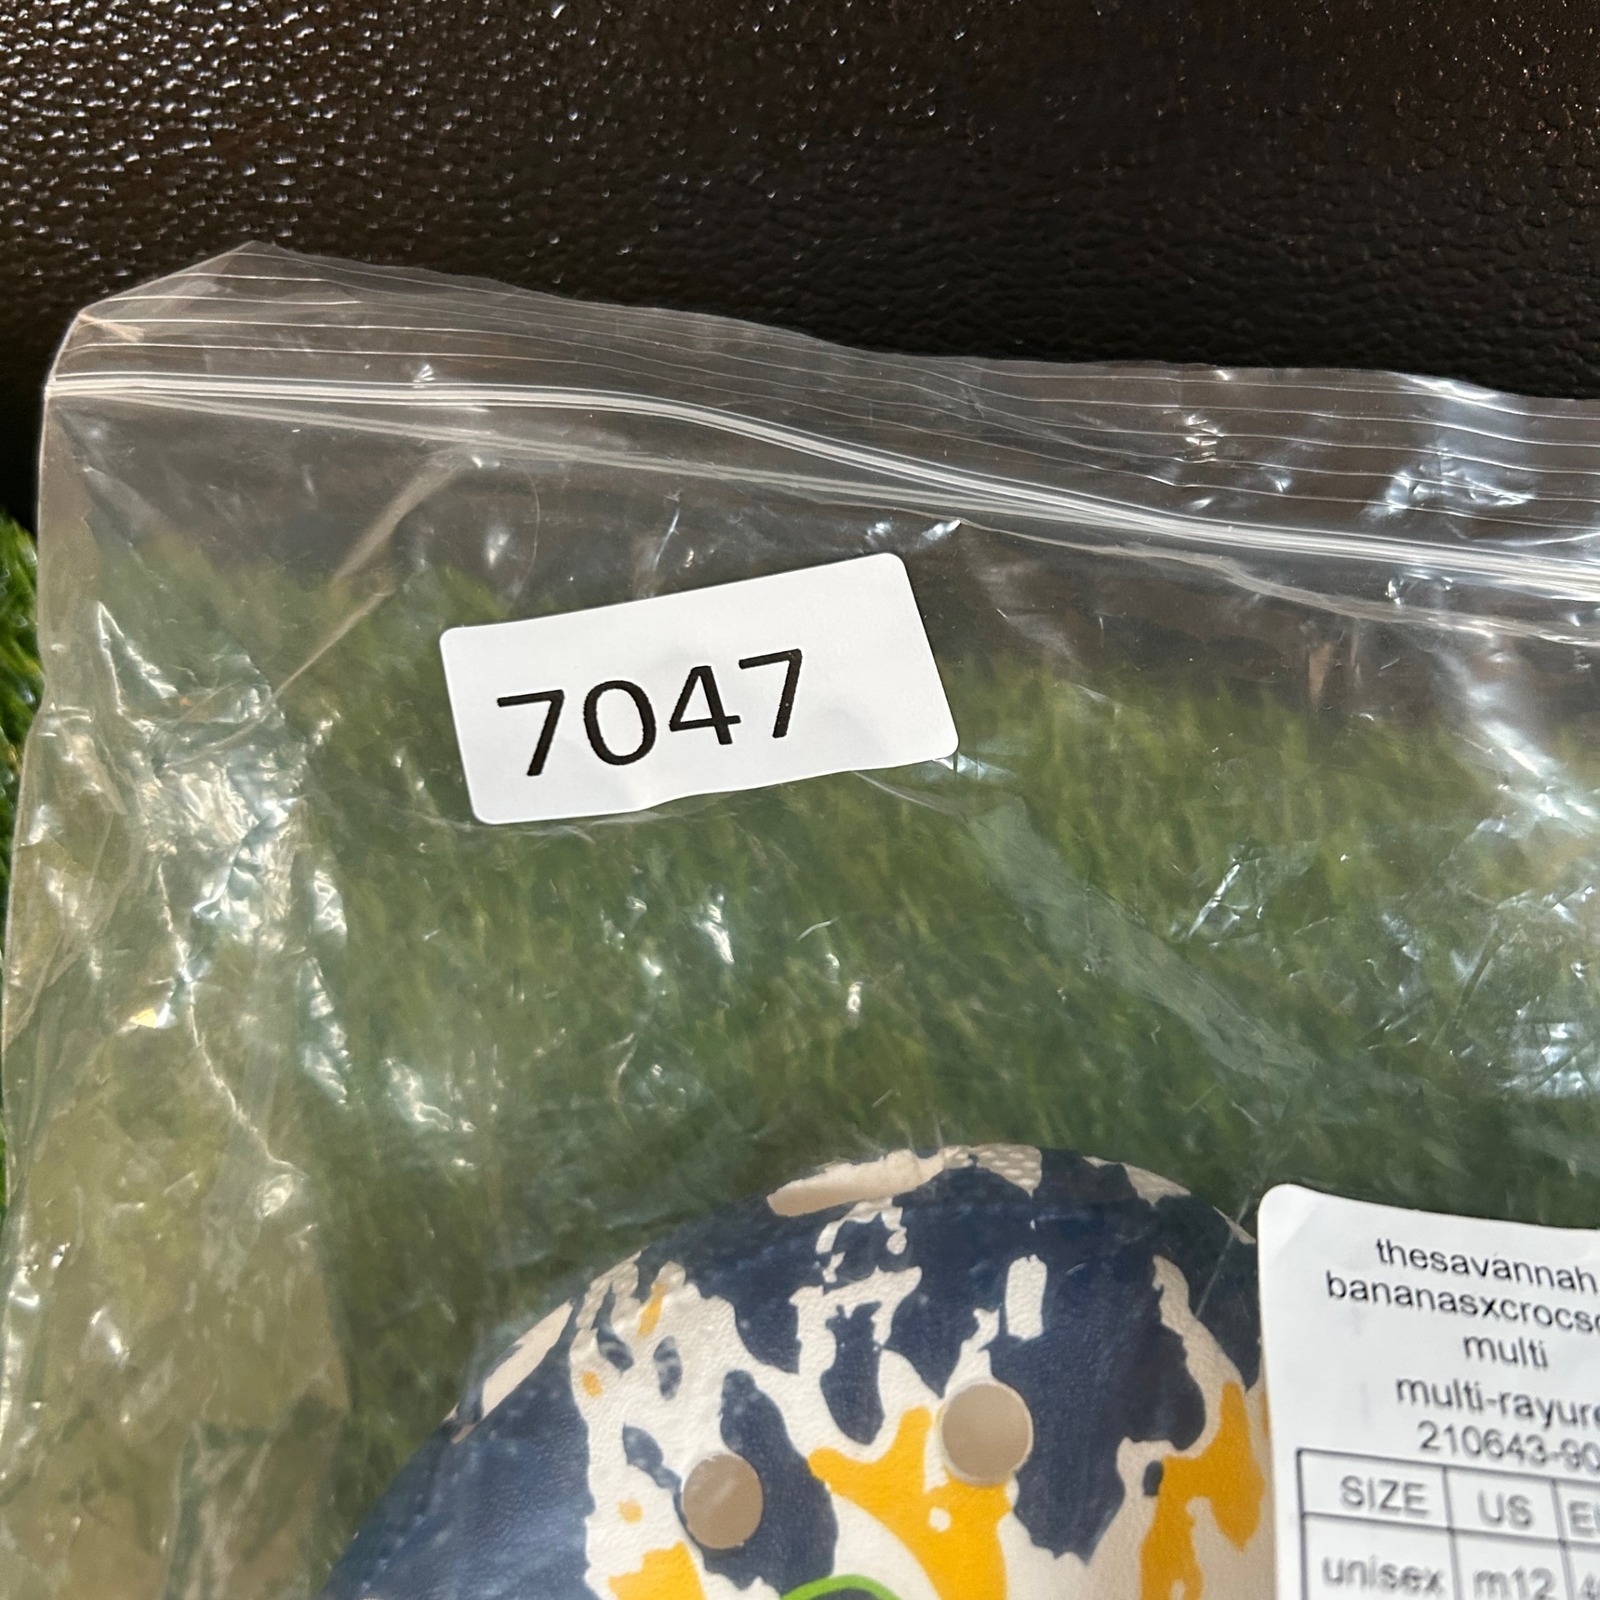 7047
thesavannah
bananasxcrocs
multi
multi-rayure
210643-90
SIZE US
unisex m12